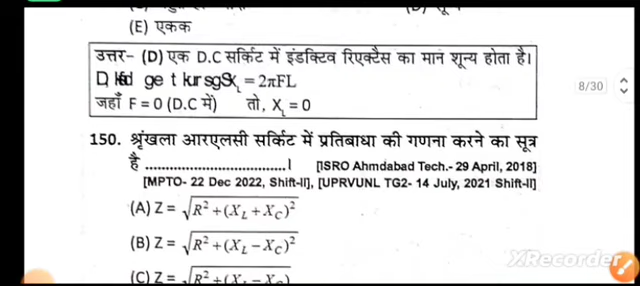 (E) एकक
उत्तर– (D) एक D.C सर्किट में इंडक्टिव रिएक्टैंस का मान शून्य होता है।
= 2πFL
जहाँ F = 0 (D.C में) तो, X_L = 0
8/30
150. श्रृंखला आरएलसी सर्किट में प्रतिबाधा की गणना करने का सूत्र
है ....................................।
[ISRO Ahmdabad Tech.- 29 April, 2018]
[MPTO- 22 Dec 2022, Shift-II], [UPRVUNL TG2- 14 July, 2021 Shift-II]
(A) Z = √R² + (X_L + X_C)²
(B) Z = √R² + (X_L – X_C)²
XRecorder